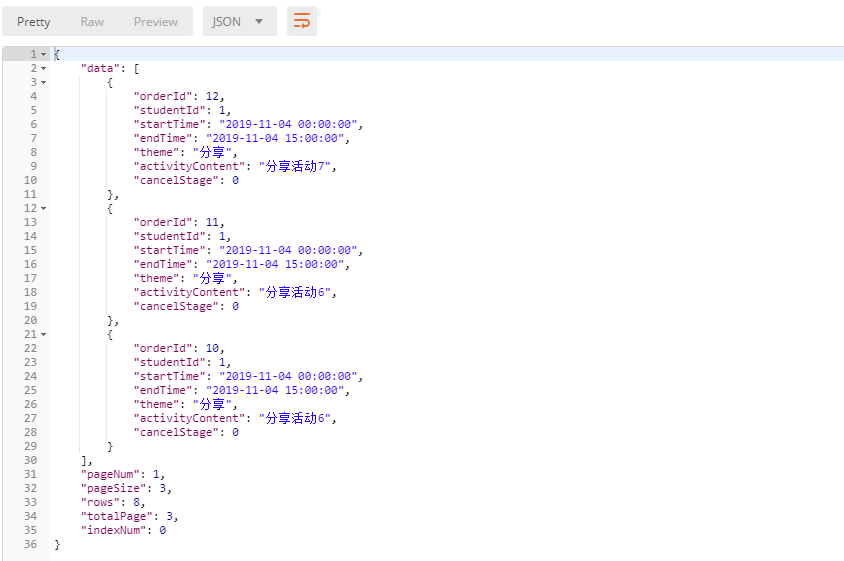 Pretty Raw Preview JSON
1 {
2 "data": [
3 {
4 "orderId": 12,
5 "studentId": 1,
6 "startTime": "2019-11-04 00:00:00",
7 "endTime": "2019-11-04 15:00:00",
8 "theme": "分享",
9 "activityContent": "分享活动7",
10 "cancelStage": 0
11 },
12 {
13 "orderId": 11,
14 "studentId": 1,
15 "startTime": "2019-11-04 00:00:00",
16 "endTime": "2019-11-04 15:00:00",
17 "theme": "分享",
18 "activityContent": "分享活动6",
19 "cancelStage": 0
20 },
21 {
22 "orderId": 10,
23 "studentId": 1,
24 "startTime": "2019-11-04 00:00:00",
25 "endTime": "2019-11-04 15:00:00",
26 "theme": "分享",
27 "activityContent": "分享活动6",
28 "cancelStage": 0
29 }
30 ],
31 "pageNum": 1,
32 "pageSize": 3,
33 "rows": 8,
34 "totalPage": 3,
35 "indexNum": 0
36 }